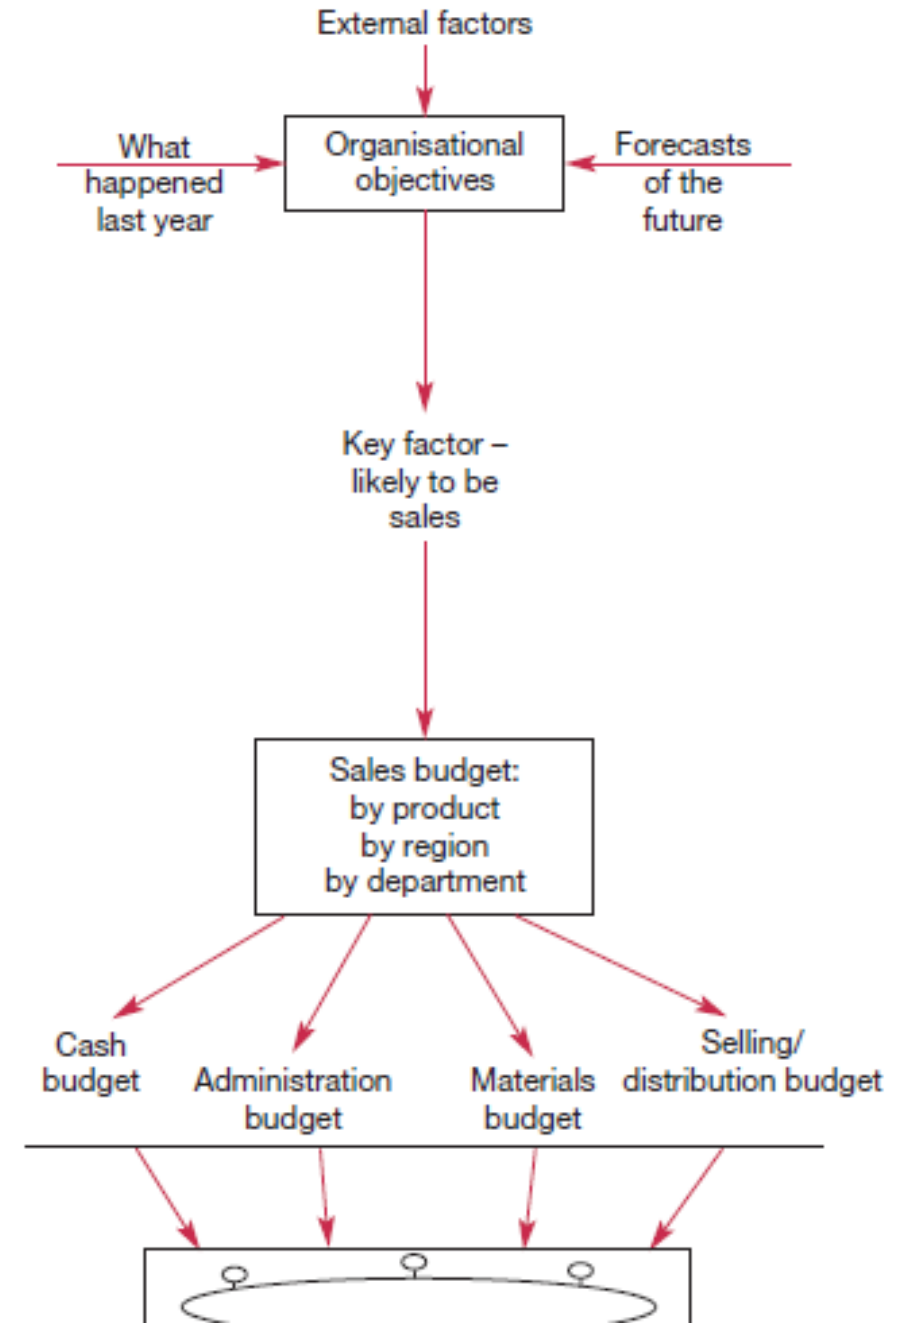 External factors
What
happened
last year
Organisational
objectives
Forecasts
of the
future
Key factor –
likely to be
sales
Sales budget:
by product
by region
by department
Cash
budget
Administration
budget
Materials
budget
Selling/
distribution budget